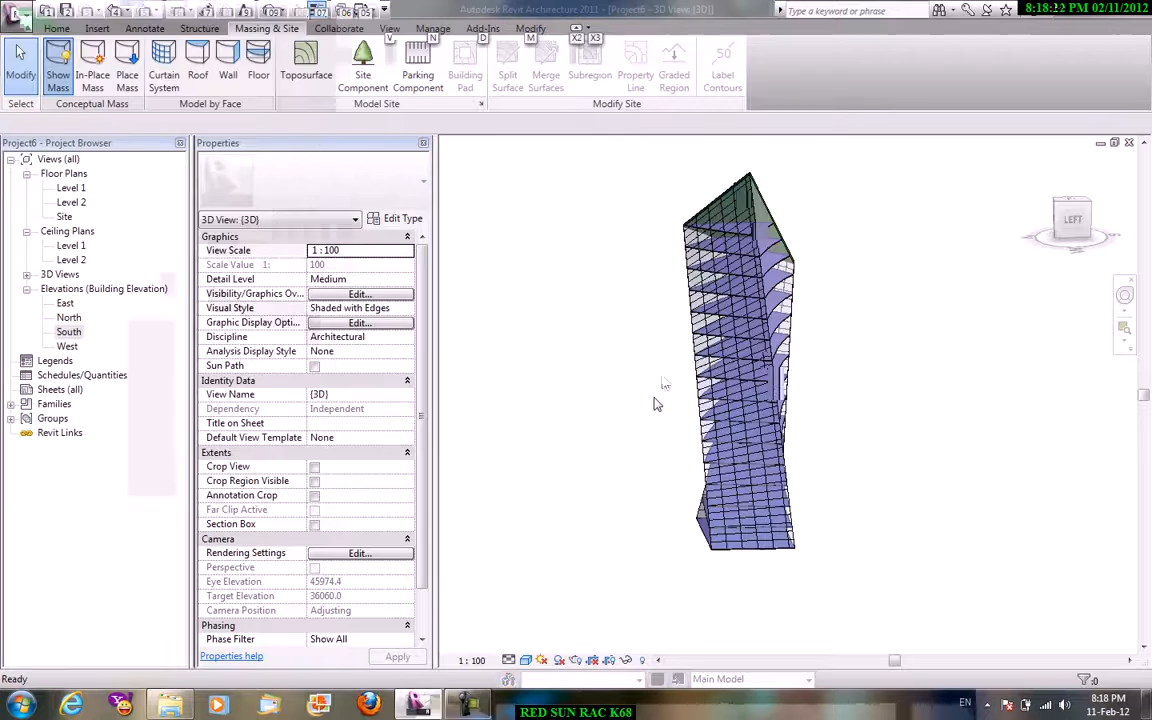 Autodesk Revit Architecture 2011 - [Project6 - 3D View: {3D}]
Type a keyword or phrase
8:18:22 PM 02/11/2012
Home Insert Annotate Structure Massing & Site Collaborate View Manage Add-Ins Modify
V N D M X2 X3
Modify
Show Mass
In-Place Mass
Place Mass
Curtain System
Roof
Wall
Floor
Toposurface
Site Component
Parking Component
Building Pad
Split Surface
Merge Surfaces
Subregion
Property Line
Graded Region
Label Contours
Select Conceptual Mass Model by Face Model Site Modify Site
Project6 - Project Browser
Views (all)
Floor Plans
Level 1
Level 2
Site
Ceiling Plans
Level 1
Level 2
3D Views
Elevations (Building Elevation)
East
North
South
West
Legends
Schedules/Quantities
Sheets (all)
Families
Groups
Revit Links
Properties
3D View: {3D} Edit Type
Graphics
View Scale 1 : 100
Scale Value 1: 100
Detail Level Medium
Visibility/Graphics Ov... Edit...
Visual Style Shaded with Edges
Graphic Display Opti... Edit...
Discipline Architectural
Analysis Display Style None
Sun Path
Identity Data
View Name {3D}
Dependency Independent
Title on Sheet
Default View Template None
Extents
Crop View
Crop Region Visible
Annotation Crop
Far Clip Active
Section Box
Camera
Rendering Settings Edit...
Perspective
Eye Elevation 45974.4
Target Elevation 36060.0
Camera Position Adjusting
Phasing
Phase Filter Show All
Properties help Apply
LEFT
1 : 100
Ready
Main Model
:0
EN
8:18 PM
11-Feb-12
RED SUN RAC K68